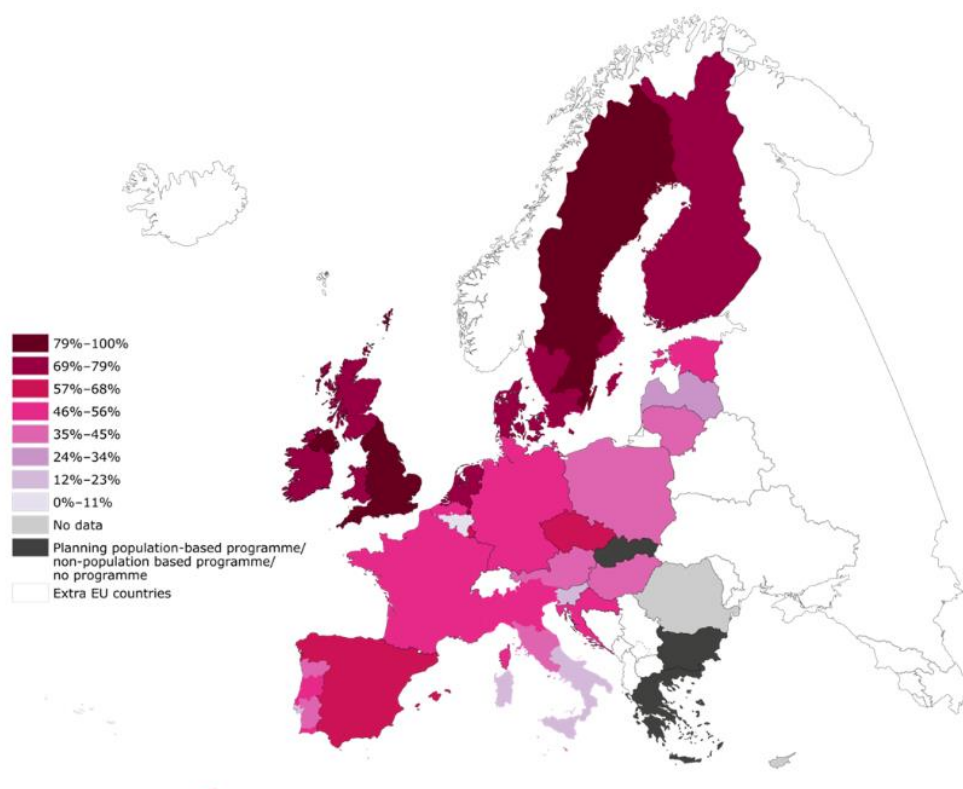 79%–100%
69%–79%
57%–68%
46%–56%
35%–45%
24%–34%
12%–23%
0%–11%
No data
Planning population-based programme/
non-population based programme/
no programme
Extra EU countries